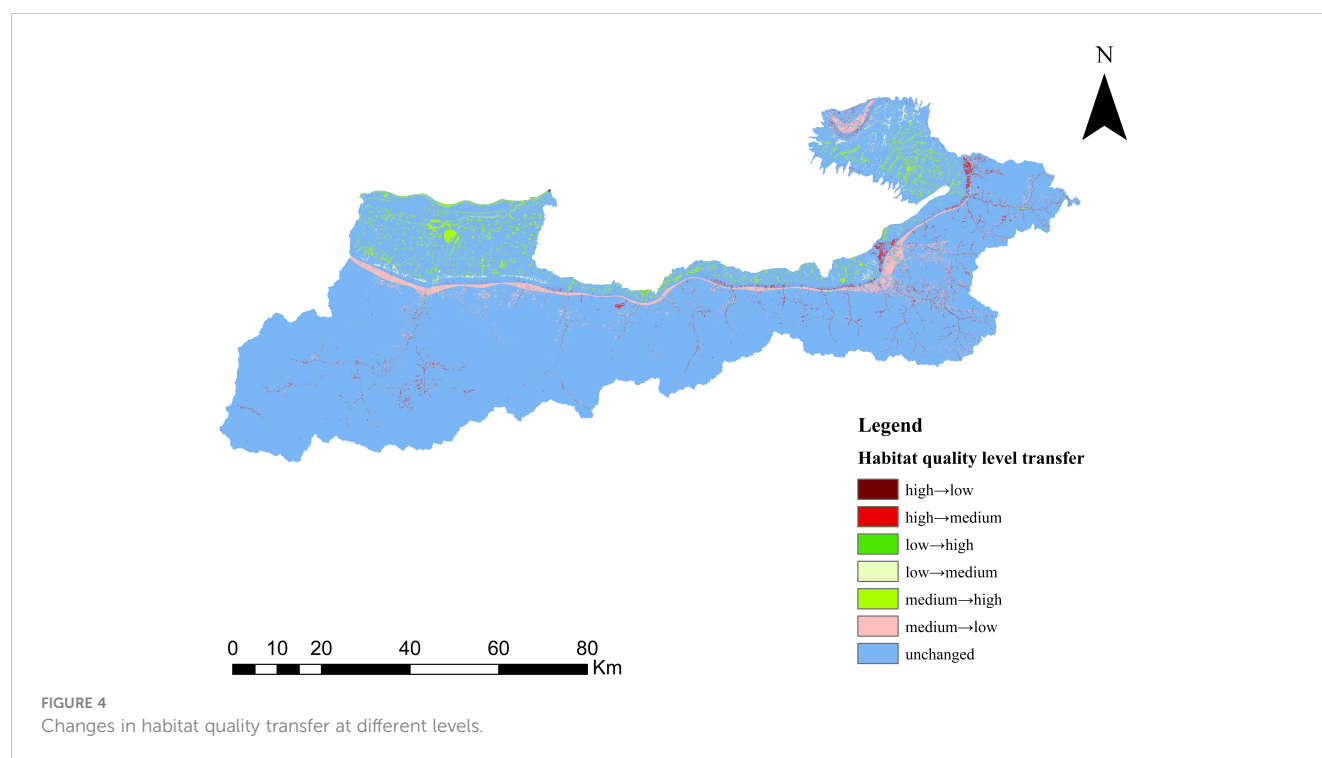 N
Legend
Habitat quality level transfer
high→low
high→medium
low→high
low→medium
medium→high
medium→low
unchanged
0 10 20 40 60 80
Km
FIGURE 4
Changes in habitat quality transfer at different levels.